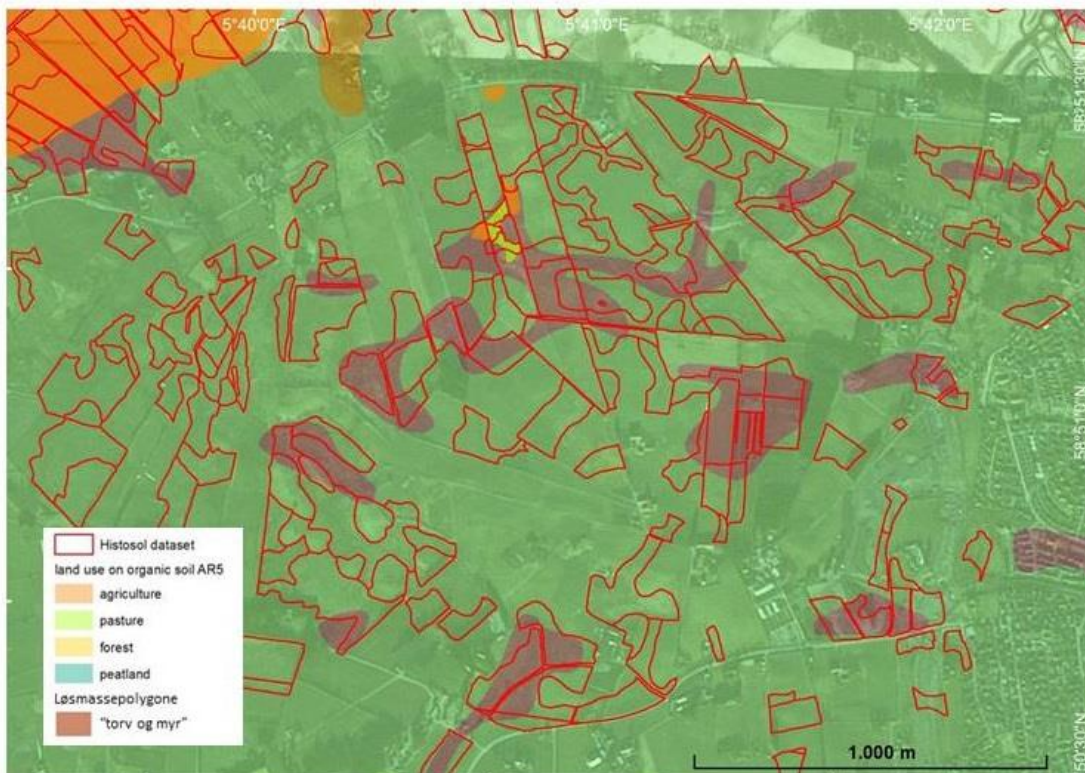 5°40'0"E
5°41'0"E
5°42'0"E
Histosol dataset
land use on organic soil AR5
agriculture
pasture
forest
peatland
Løsmassepolygone
"torv og myr"
1.000 m